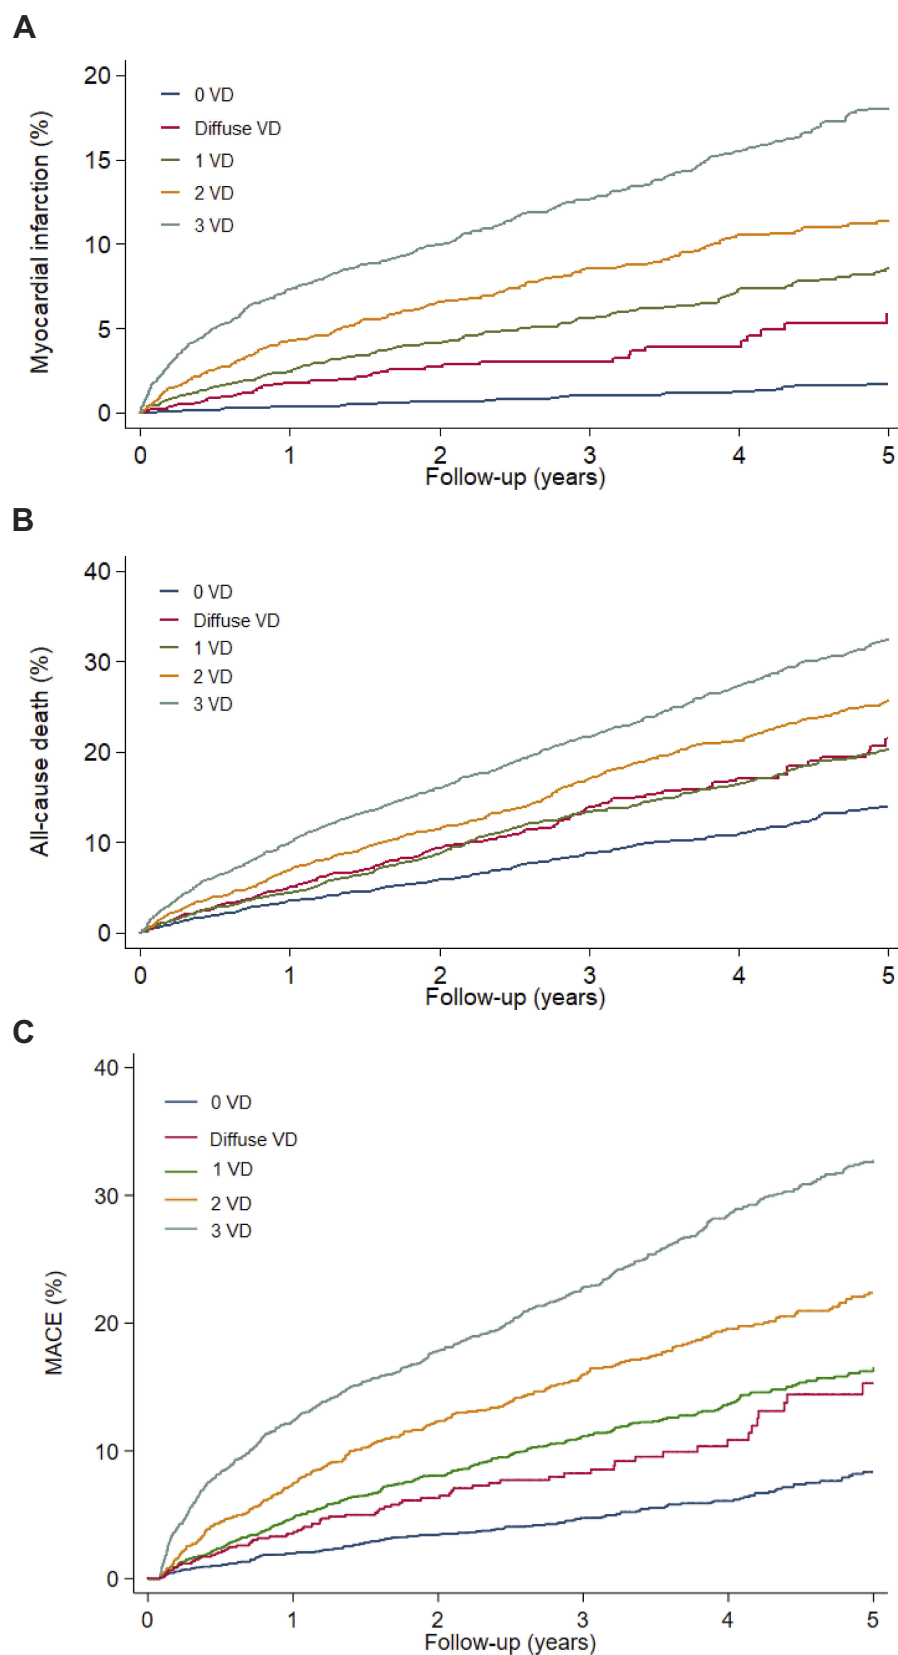 A
Myocardial infarction (%)
20
15
10
5
0
0 VD
Diffuse VD
1 VD
2 VD
3 VD
0 1 2 3 4 5
Follow-up (years)
B
All-cause death (%)
40
30
20
10
0
0 VD
Diffuse VD
1 VD
2 VD
3 VD
0 1 2 3 4 5
Follow-up (years)
C
MACE (%)
40
30
20
10
0
0 VD
Diffuse VD
1 VD
2 VD
3 VD
0 1 2 3 4 5
Follow-up (years)